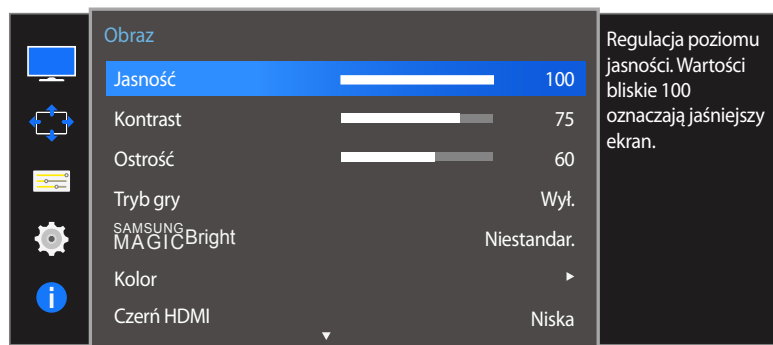 Obraz
Jasność 100
Kontrast 75
Ostrość 60
Tryb gry Wył.
SAMSUNG
MAGICBright Niestandar.
Kolor
Czerń HDMI Niska
Regulacja poziomu
jasności. Wartości
bliskie 100
oznaczają jaśniejszy
ekran.